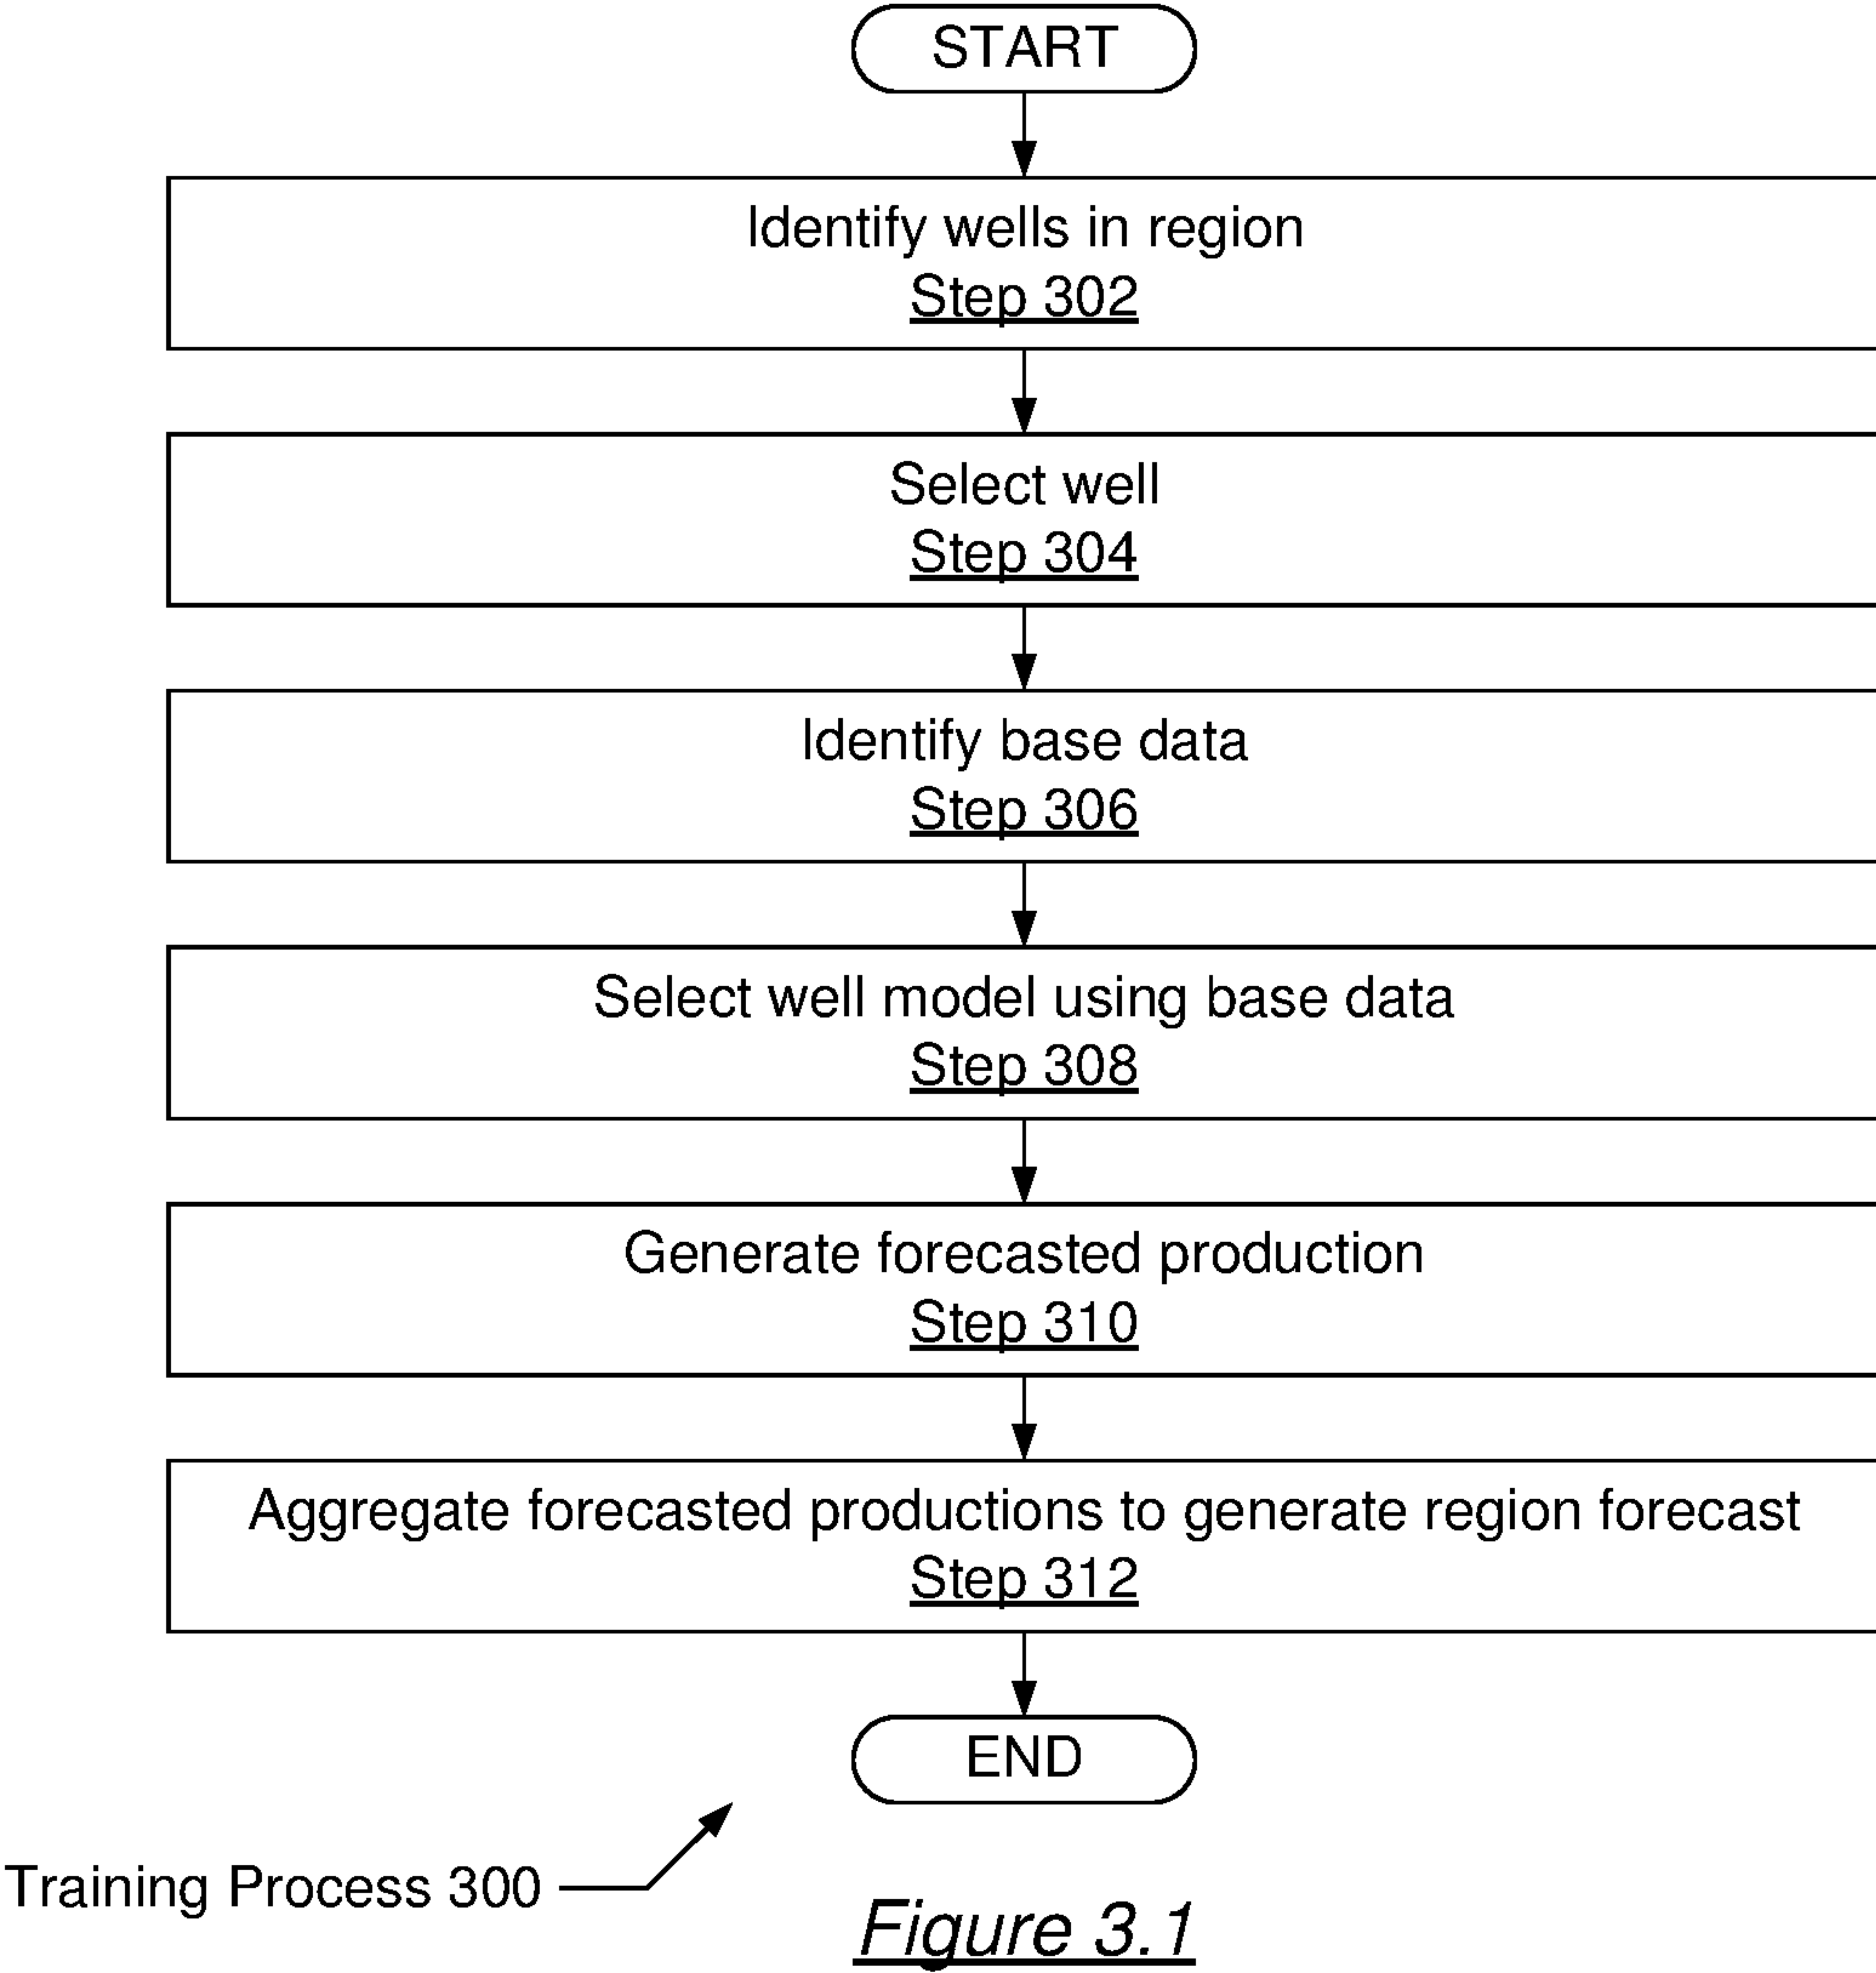 START
Identify wells in region
Step 302
Select well
Step 304
Identify base data
Step 306
Select well model using base data
Step 308
Generate forecasted production
Step 310
Aggregate forecasted productions to generate region forecast
Step 312
END
Training Process 300
Figure 3.1